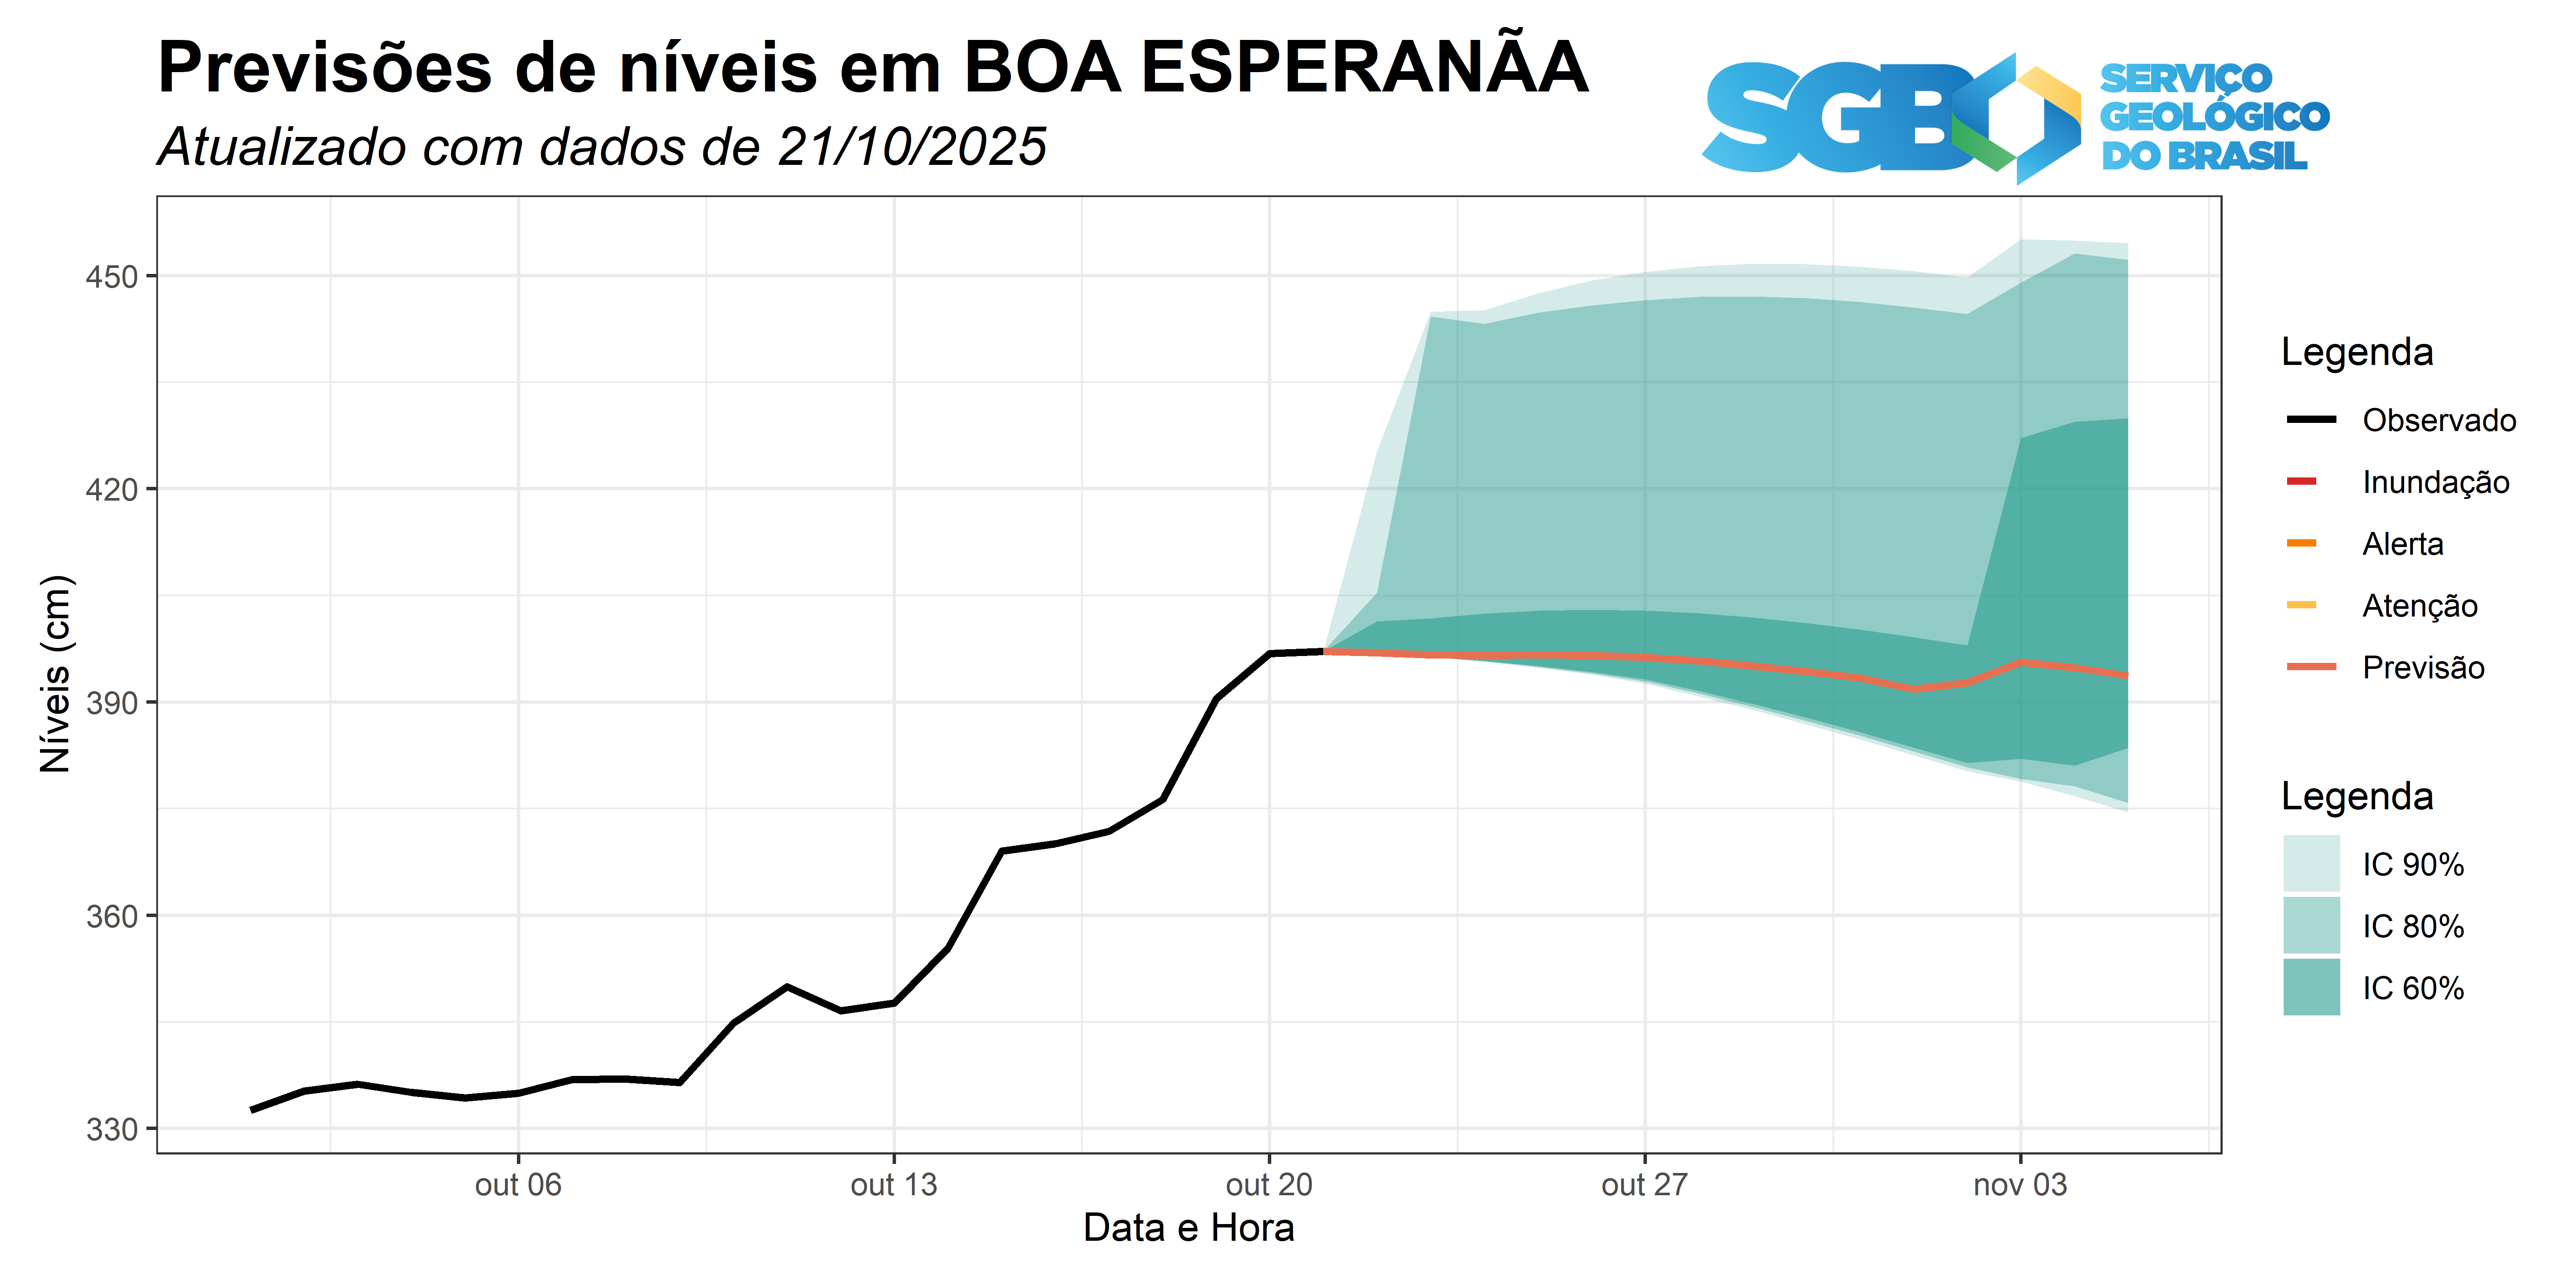 Previsões de níveis em BOA ESPERANÃA
Atualizado com dados de 21/10/2025
SGB
SERVIÇO
GEOLÓGICO
DO BRASIL
450
420
390
360
330
Níveis (cm)
out 06
out 13
out 20
out 27
nov 03
Data e Hora
Legenda
Observado
Inundação
Alerta
Atenção
Previsão
Legenda
IC 90%
IC 80%
IC 60%